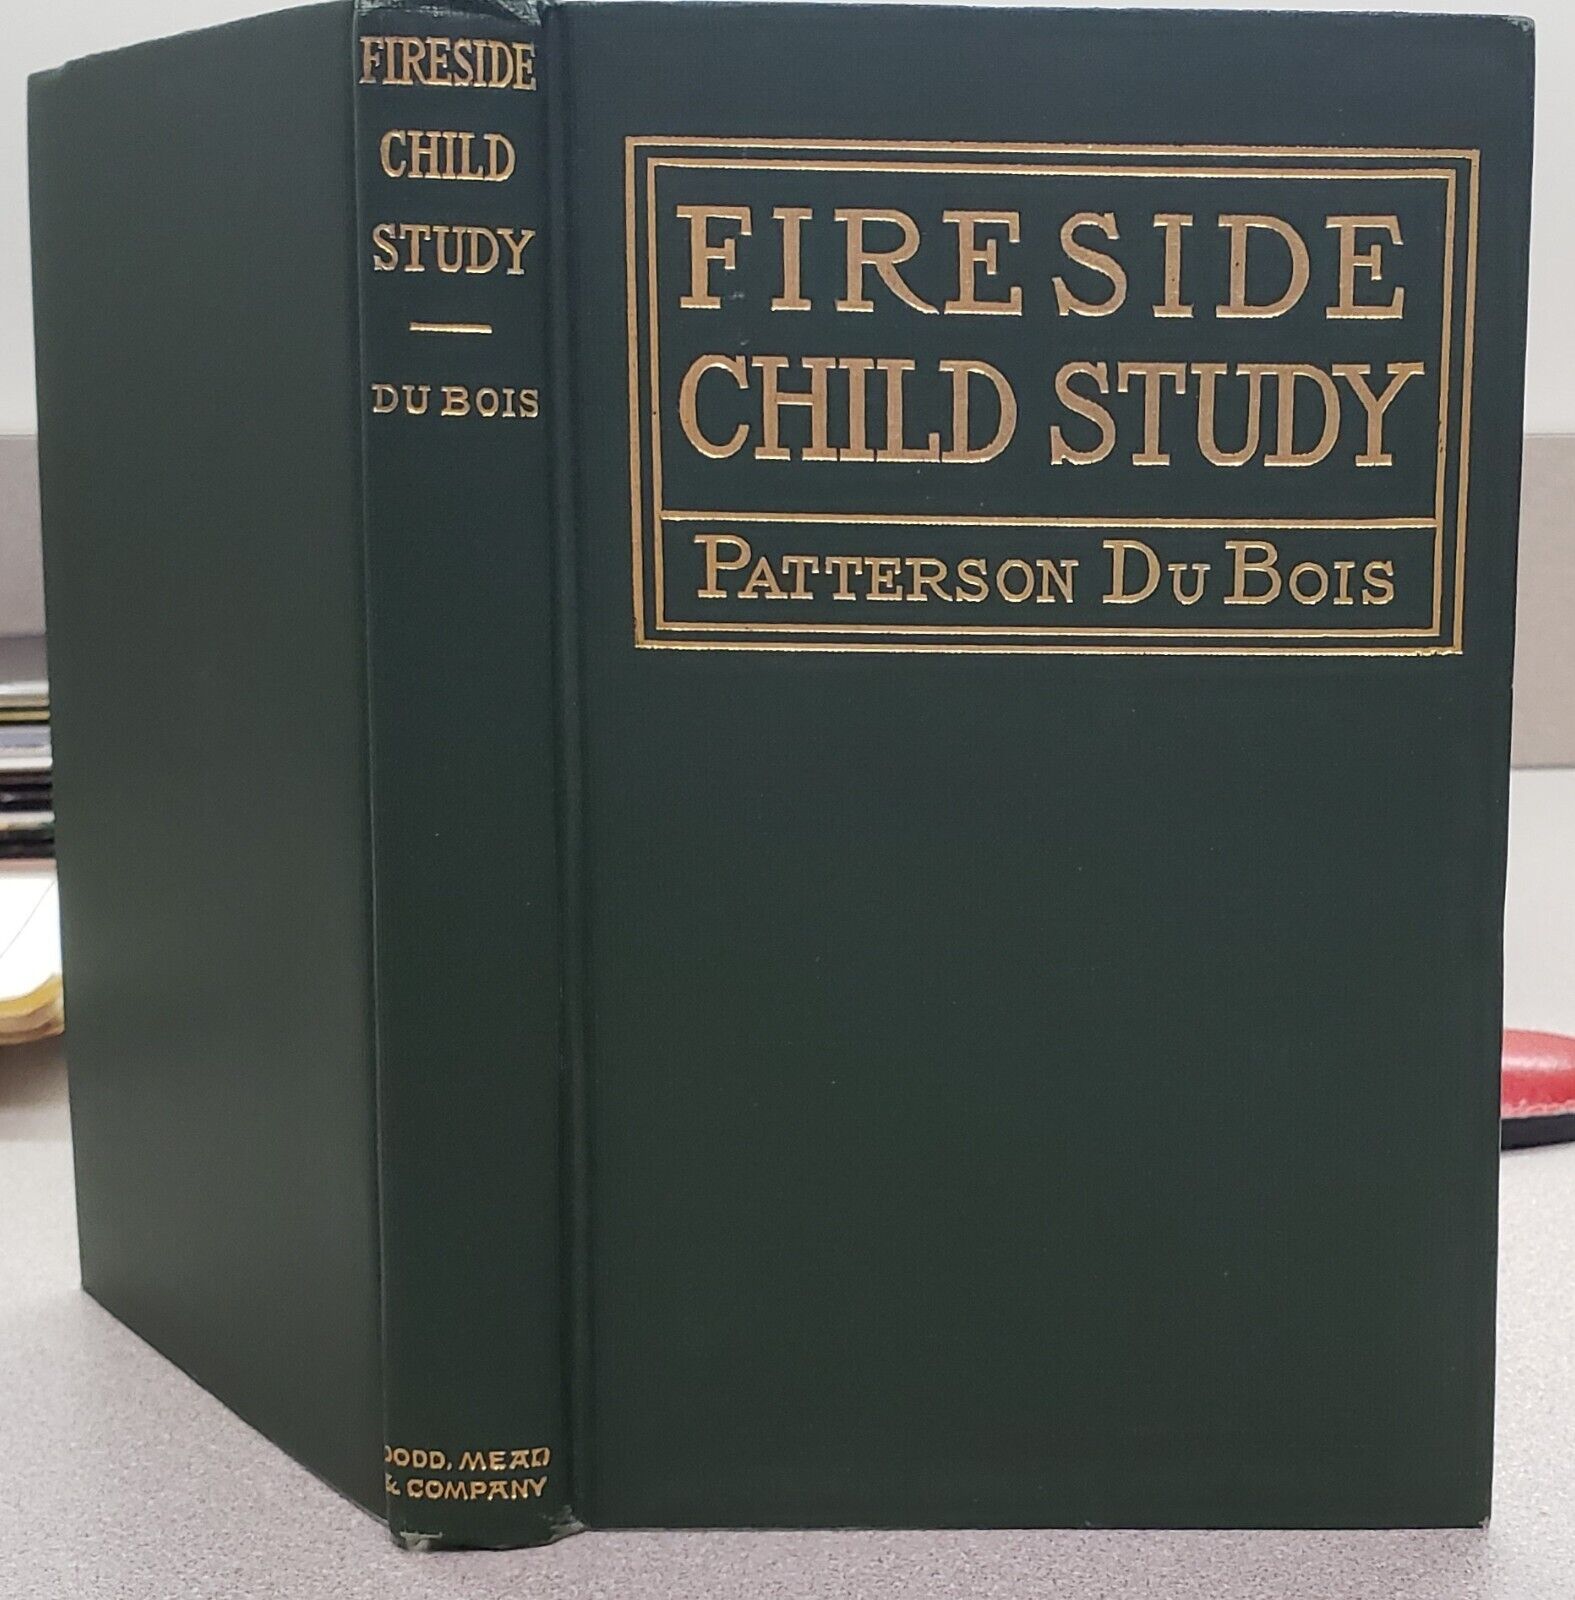 FIRESIDE
CHILD
STUDY
DU BOIS
DODD, MEAD
& COMPANY
FIRESIDE
CHILD STUDY
PATTERSON DU BOIS